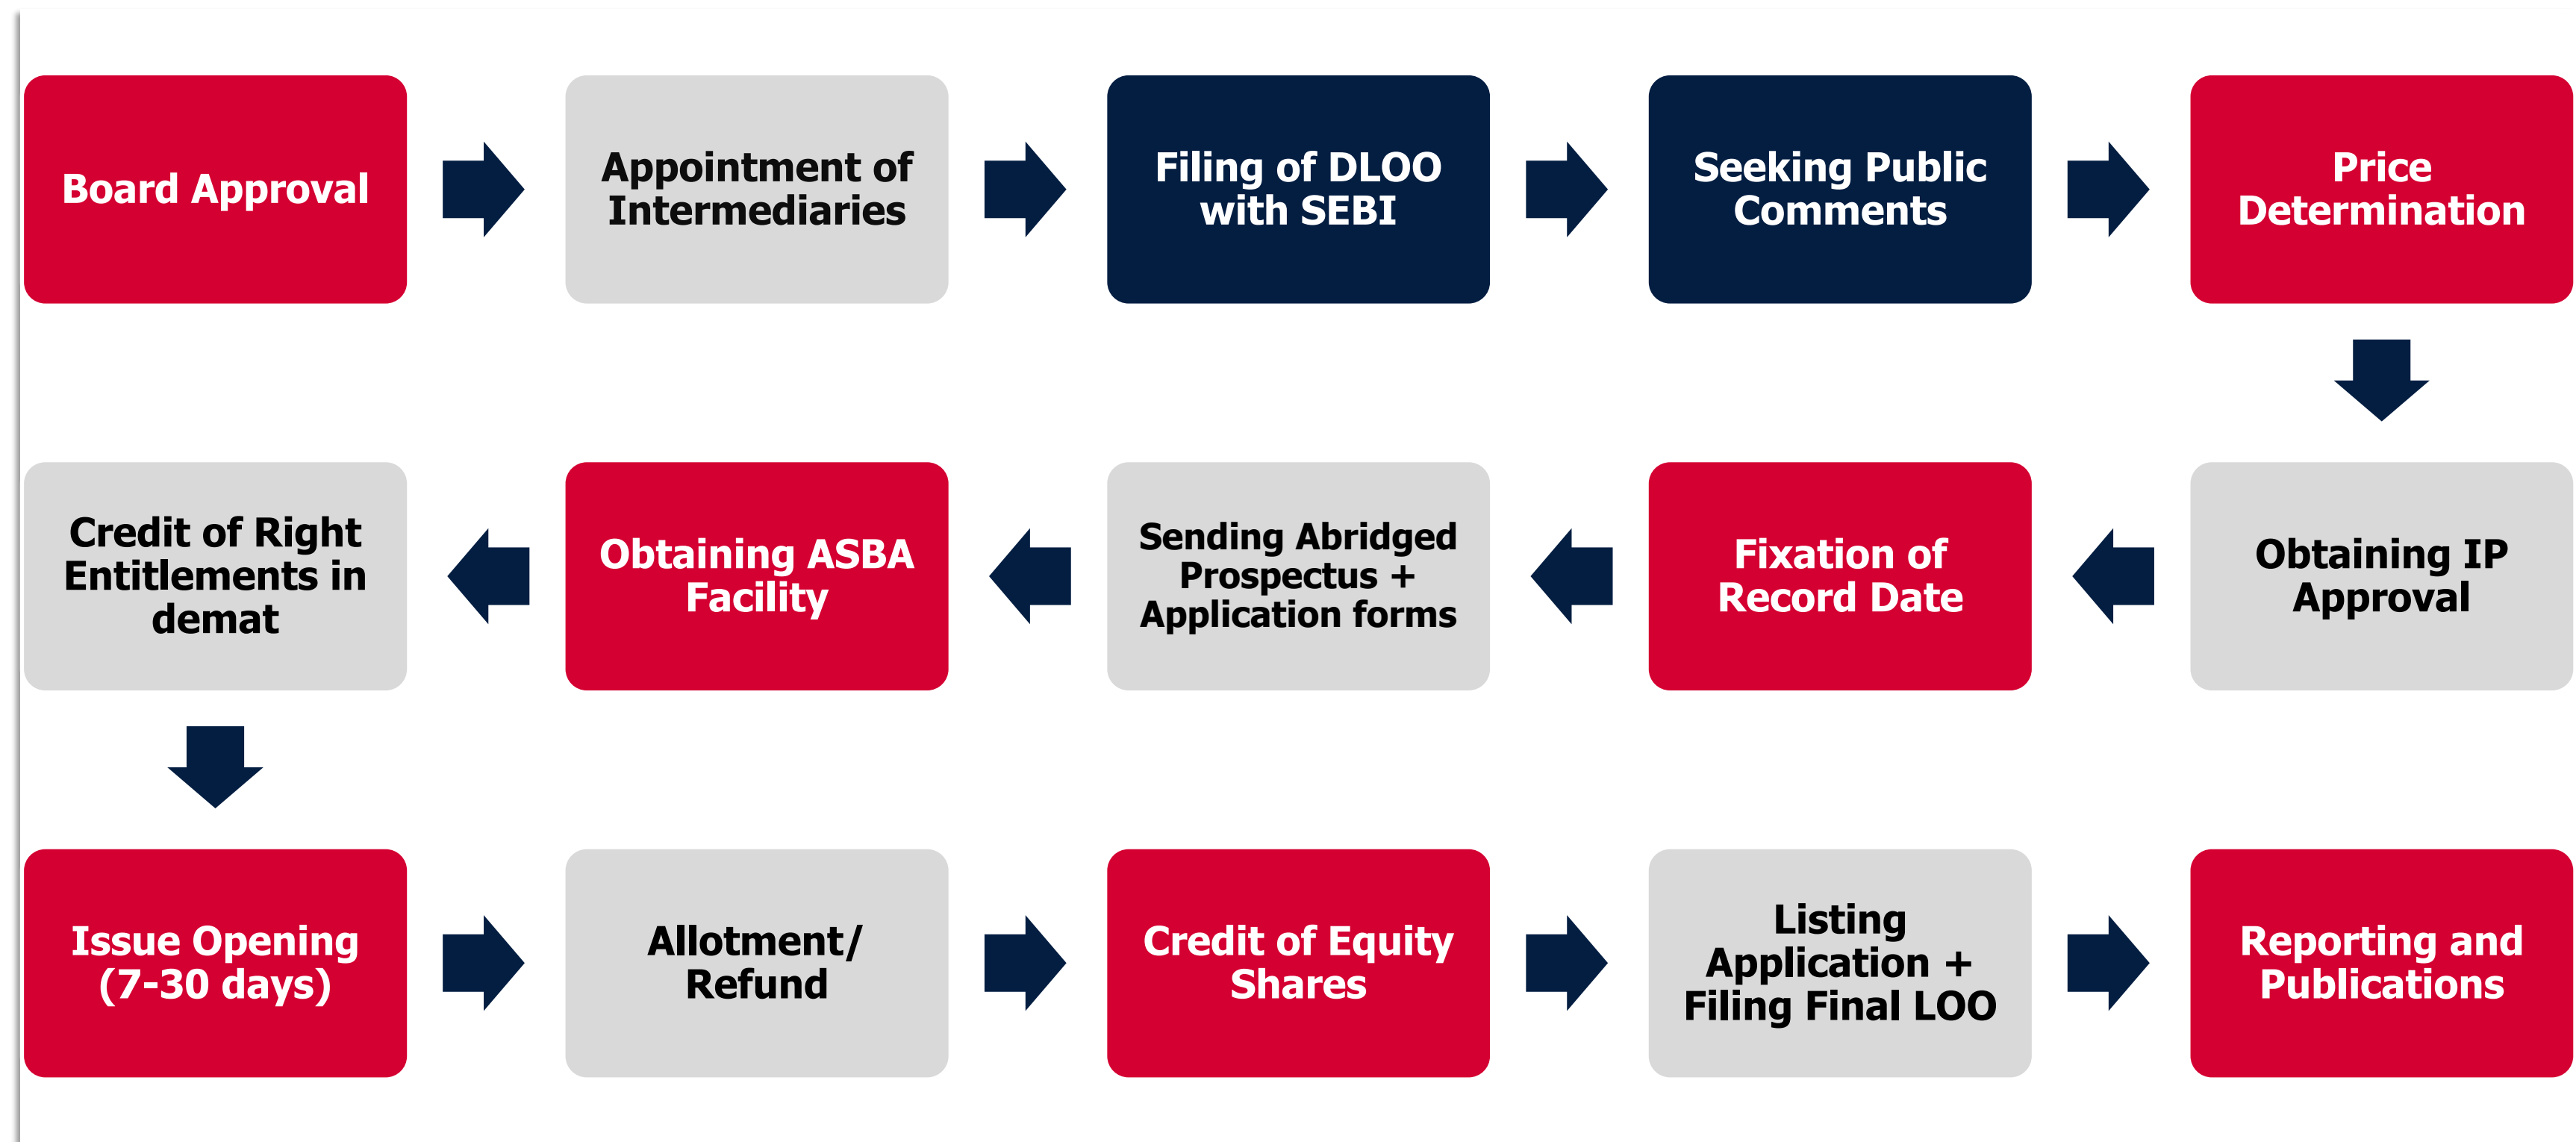 Board Approval
Appointment of
Intermediaries
Filing of DLOO
with SEBI
Seeking Public
Comments
Price
Determination
Obtaining IP
Approval
Fixation of
Record Date
Sending Abridged
Prospectus +
Application forms
Obtaining ASBA
Facility
Credit of Right
Entitlements in
demat
Issue Opening
(7-30 days)
Allotment/
Refund
Credit of Equity
Shares
Listing
Application +
Filing Final LOO
Reporting and
Publications